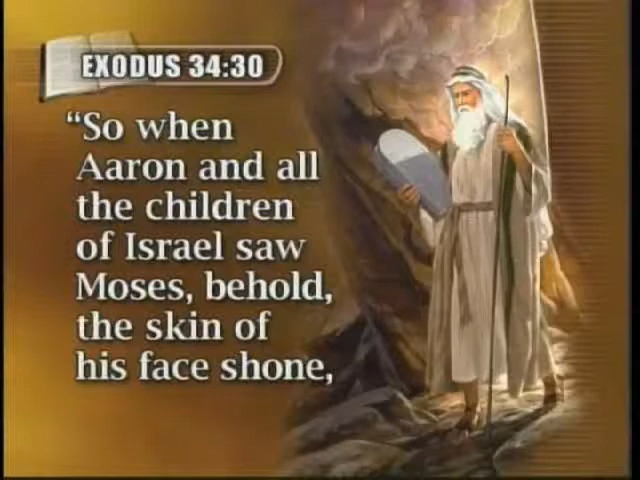 EXODUS 34:30
“So when
Aaron and all
the children
of Israel saw
Moses, behold,
the skin of
his face shone,